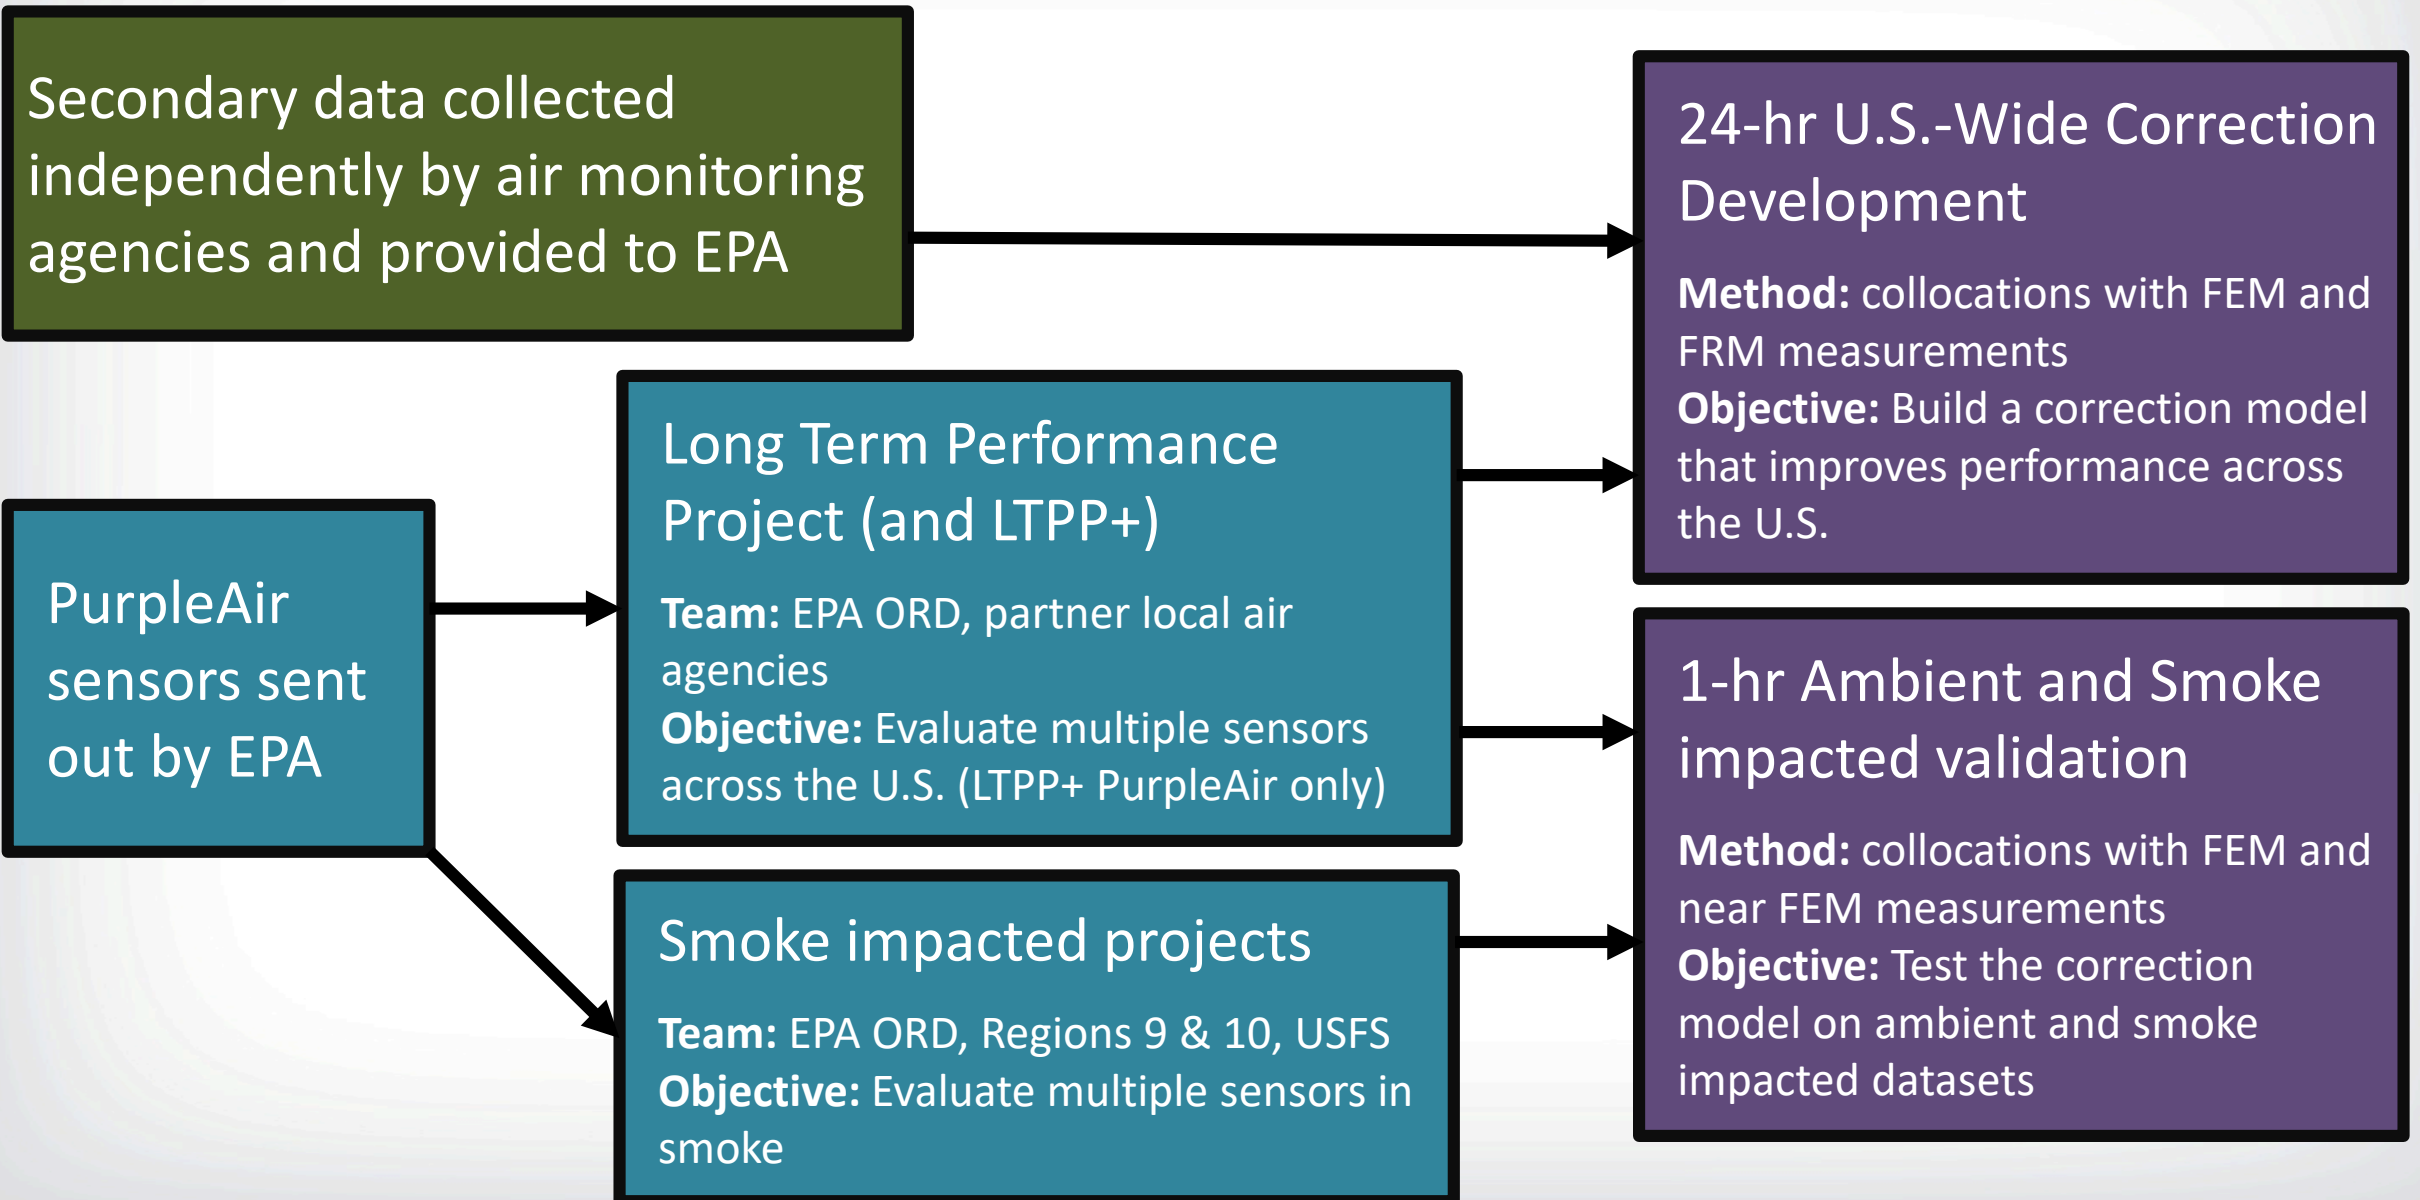 Secondary data collected
independently by air monitoring
agencies and provided to EPA
PurpleAir
sensors sent
out by EPA
Long Term Performance
Project (and LTPP+)
Team: EPA ORD, partner local air
agencies
Objective: Evaluate multiple sensors
across the U.S. (LTPP+ PurpleAir only)
Smoke impacted projects
Team: EPA ORD, Regions 9 & 10, USFS
Objective: Evaluate multiple sensors in
smoke
24-hr U.S.-Wide Correction
Development
Method: collocations with FEM and
FRM measurements
Objective: Build a correction model
that improves performance across
the U.S.
1-hr Ambient and Smoke
impacted validation
Method: collocations with FEM and
near FEM measurements
Objective: Test the correction
model on ambient and smoke
impacted datasets